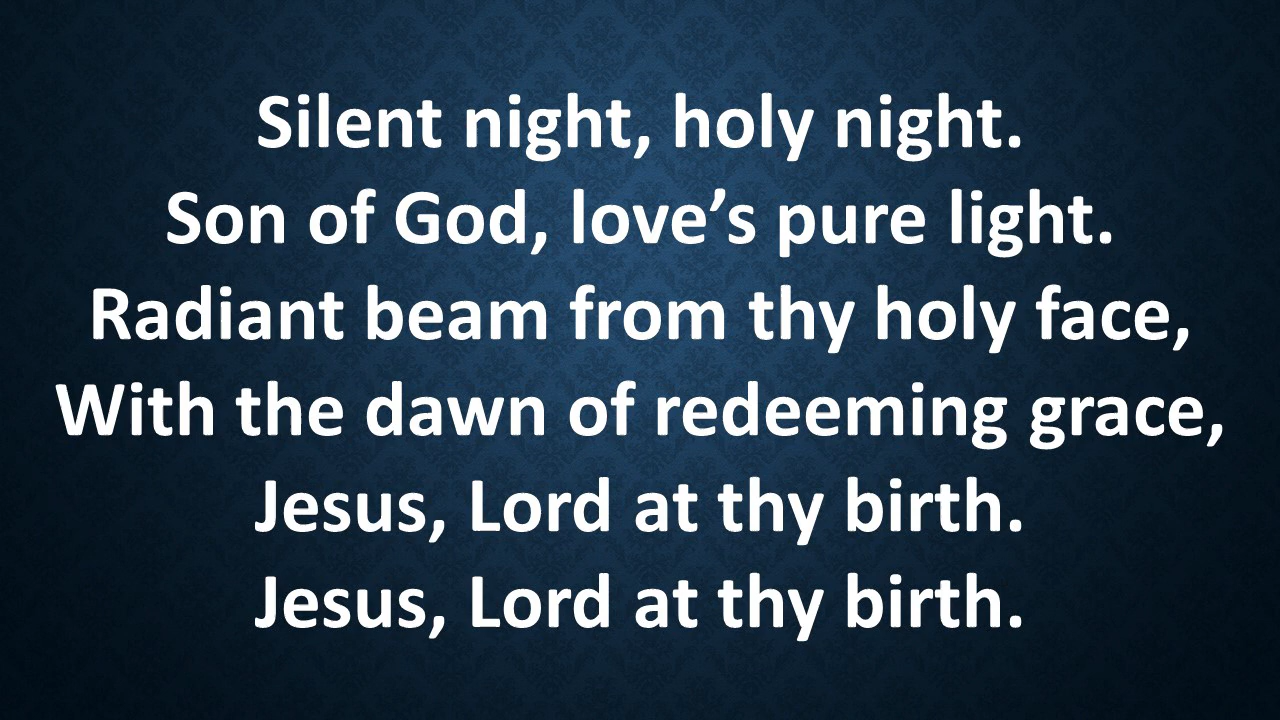 Silent night, holy night.
Son of God, love’s pure light.
Radiant beam from thy holy face,
With the dawn of redeeming grace,
Jesus, Lord at thy birth.
Jesus, Lord at thy birth.